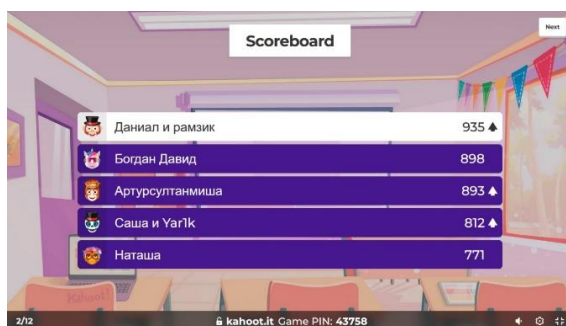 Scoreboard
Next
Даниал и рамзик 935
Богдан Давид 898
Артурсултанмиша 893
Саша и Yar1k 812
Наташа 771
Kahoot!
2/12
kahoot.it Game PIN: 43758